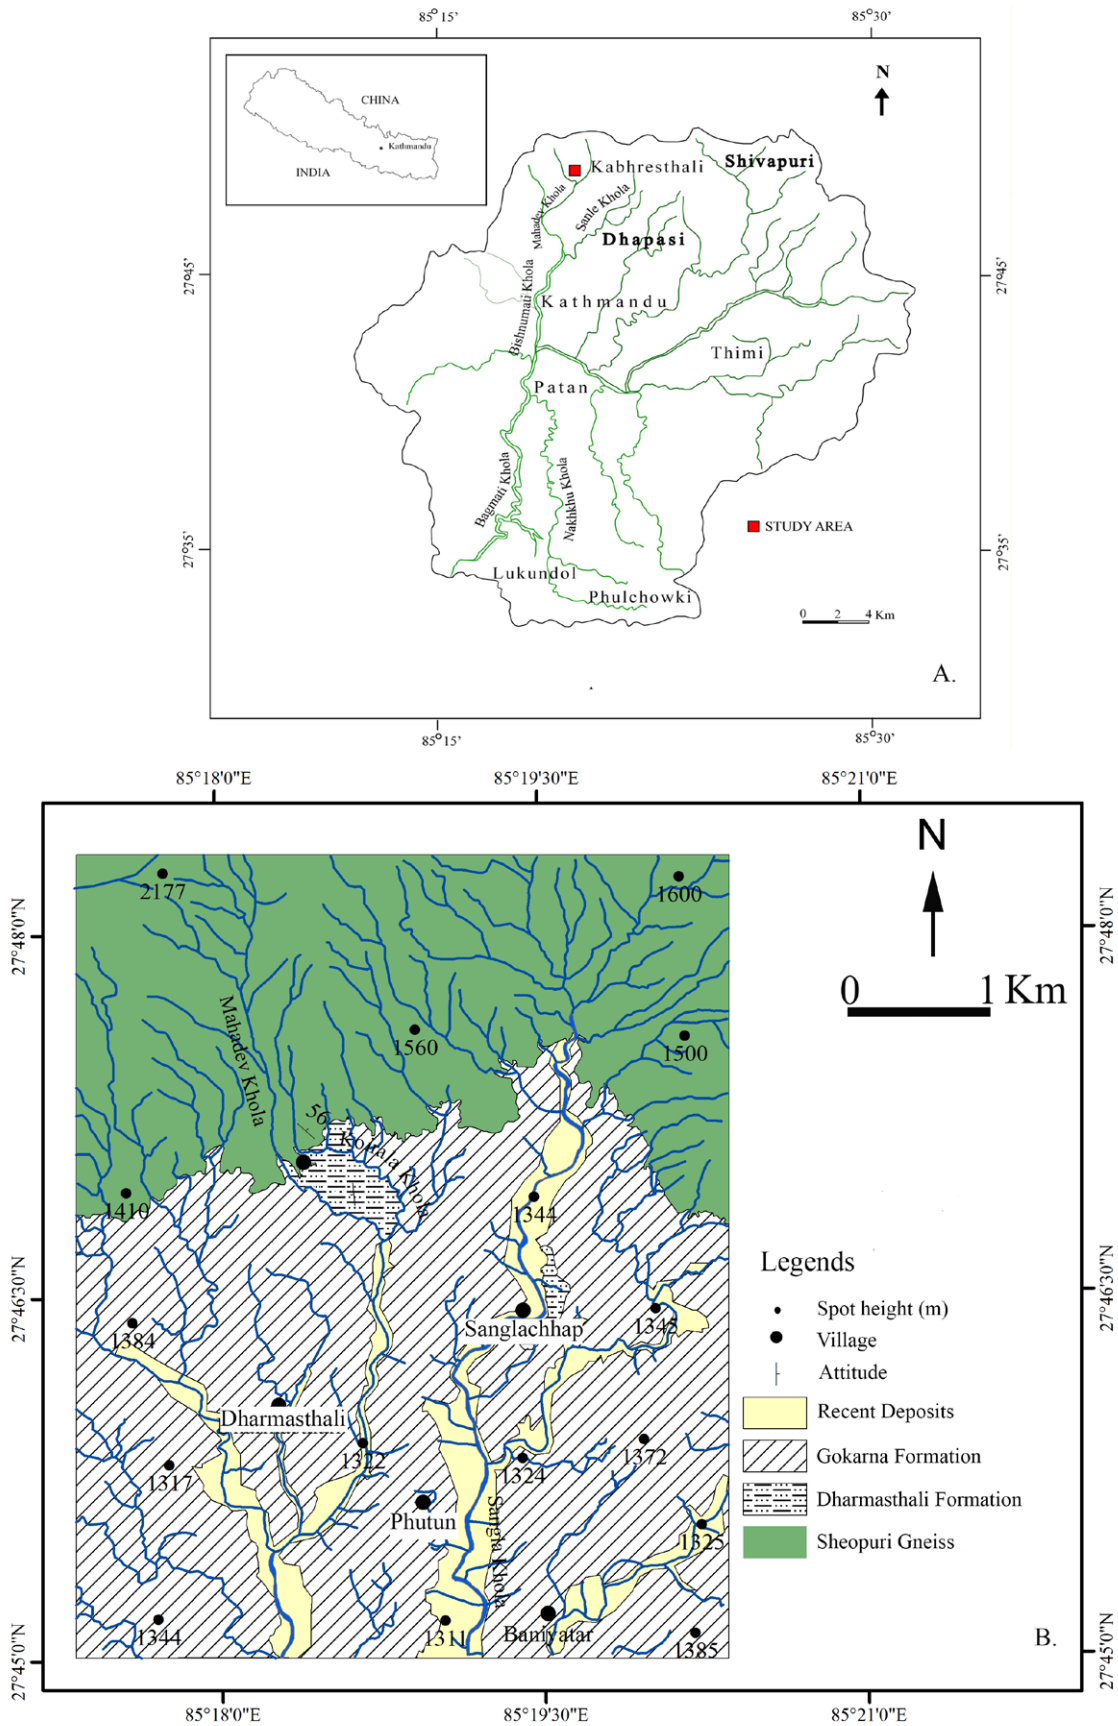 85°15'
85°30'
CHINA
Kathmandu
INDIA
N
Kabhresthali
Shivapuri
Mahadev Khola
Sanle Khola
Dhapasi
27°45'
27°45'
Bishnumati Khola
Kathmandu
Thimi
Patan
Bagmati Khola
Nakhkhu Khola
STUDY AREA
27°35'
27°35'
Lukundol
Phulchowki
0 2 4 Km
A.
85°15'
85°30'
85°18'0"E
85°19'30"E
85°21'0"E
N
2177
1600
27°48'0"N
27°48'0"N
0 1 Km
Mahadev Khola
1560
1500
56
Kolala Khola
1410
1344
Legends
27°46'30"N
27°46'30"N
Spot height (m)
1384
Sanglachhap
1345
Village
Attitude
Dharmasthali
Recent Deposits
1322
1372
1317
1324
Gokarna Formation
Phutun
Sangla Khola
Dharmasthali Formation
1325
Sheopuri Gneiss
1344
1311
Baniyatar
1385
B.
27°45'0"N
27°45'0"N
85°18'0"E
85°19'30"E
85°21'0"E